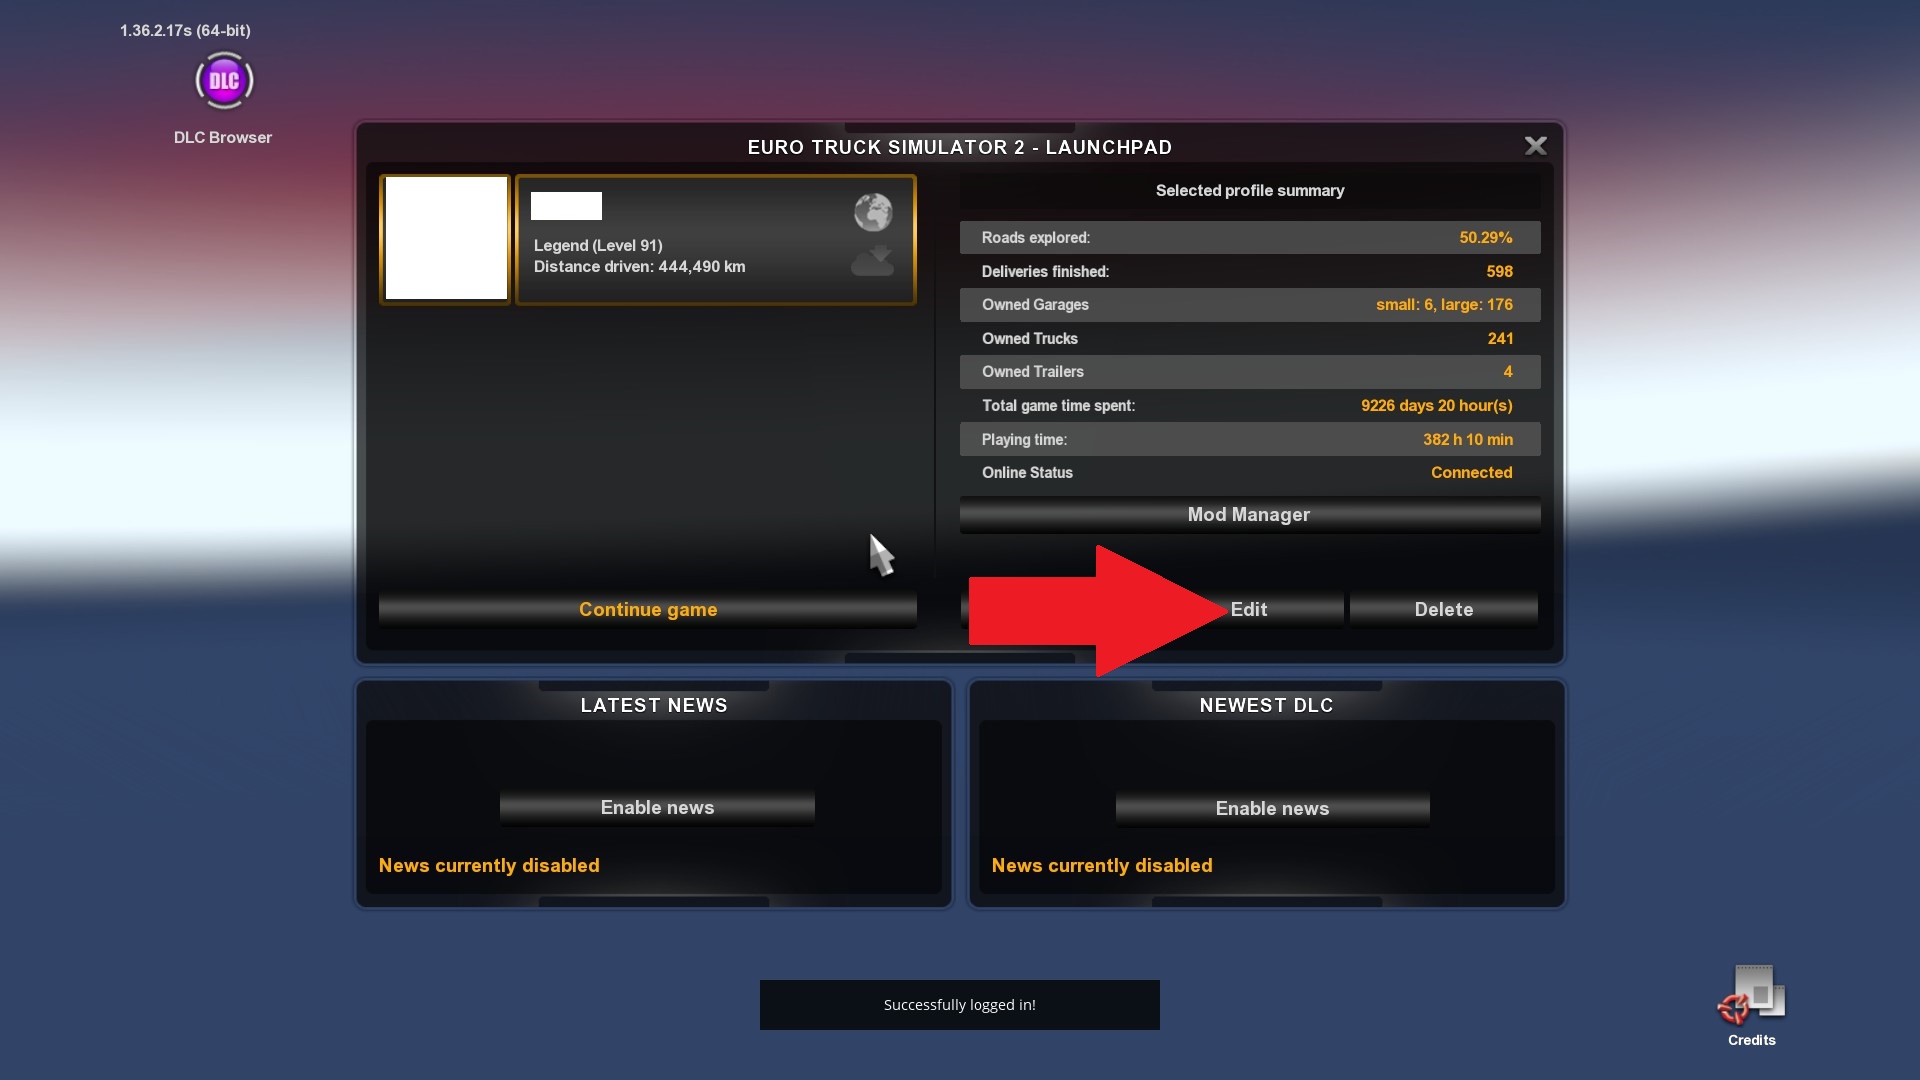 1.36.2.17s (64-bit)
DLC
DLC Browser
EURO TRUCK SIMULATOR 2 - LAUNCHPAD
Legend (Level 91)
Distance driven: 444,490 km
Continue game
Selected profile summary
Roads explored: 50.29%
Deliveries finished: 598
Owned Garages small: 6, large: 176
Owned Trucks 241
Owned Trailers 4
Total game time spent: 9226 days 20 hour(s)
Playing time: 382 h 10 min
Online Status Connected
Mod Manager
Edit Delete
LATEST NEWS
Enable news
News currently disabled
NEWEST DLC
Enable news
News currently disabled
Successfully logged in!
Credits